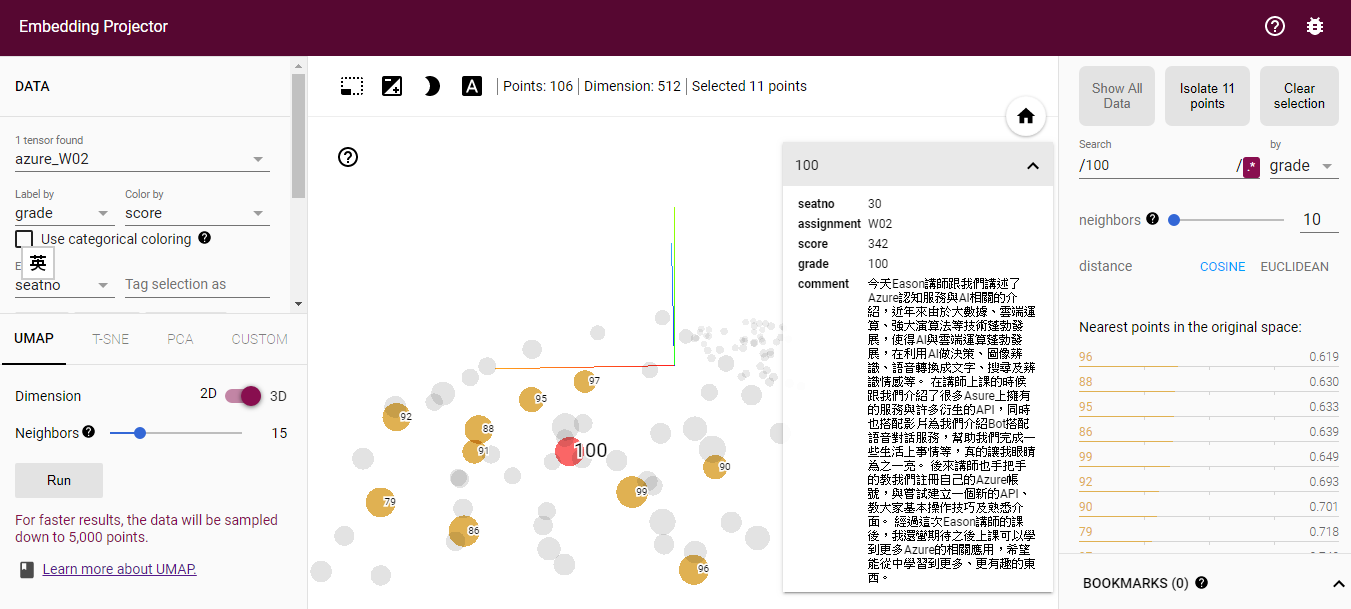 Embedding Projector
DATA
1 tensor found
azure_W02
Label by
Color by
grade
score
Use categorical coloring
英
seatno
Tag selection as
UMAP
T-SNE
PCA
CUSTOM
Dimension
2D
3D
Neighbors
15
Run
For faster results, the data will be sampled
down to 5,000 points.
Learn more about UMAP.
A
Points: 106 | Dimension: 512 | Selected 11 points
97
95
92
88
91
100
90
99
79
86
96
100
seatno 30
assignment W02
score 342
grade 100
comment 今天Eason講師跟我們講述了
Azure認知服務與AI相關的介
紹，近年來由於大數據、雲端運
算、強大演算法等技術蓬勃發
展，使得AI與雲端運算蓬勃發
展，在利用AI做決策、圖像辨
識、語音轉換成文字、搜尋及辨
識情感等。 在講師上課的時候
跟我們介紹了很多Asure上擁有
的服務與許多衍生的API，同時
也搭配影片為我們介紹Bot搭配
語音對話服務，幫助我們完成一
些生活上事情等，真的讓我眼睛
為之一亮。 後來講師也手把手
的教我們註冊自己的Azure帳
號，與嘗試建立一個新的API、
教大家基本操作技巧及熟悉介
面。 經過這次Eason講師的課
後，我還蠻期待之後上課可以學
到更多Azure的相關應用，希望
能從中學習到更多、更有趣的東
西。
Show All
Data
Isolate 11
points
Clear
selection
Search
by
/100
/
.*
grade
neighbors
10
distance
COSINE
EUCLIDEAN
Nearest points in the original space:
96 0.619
88 0.630
95 0.633
86 0.639
99 0.649
92 0.693
90 0.701
79 0.718
BOOKMARKS (0)